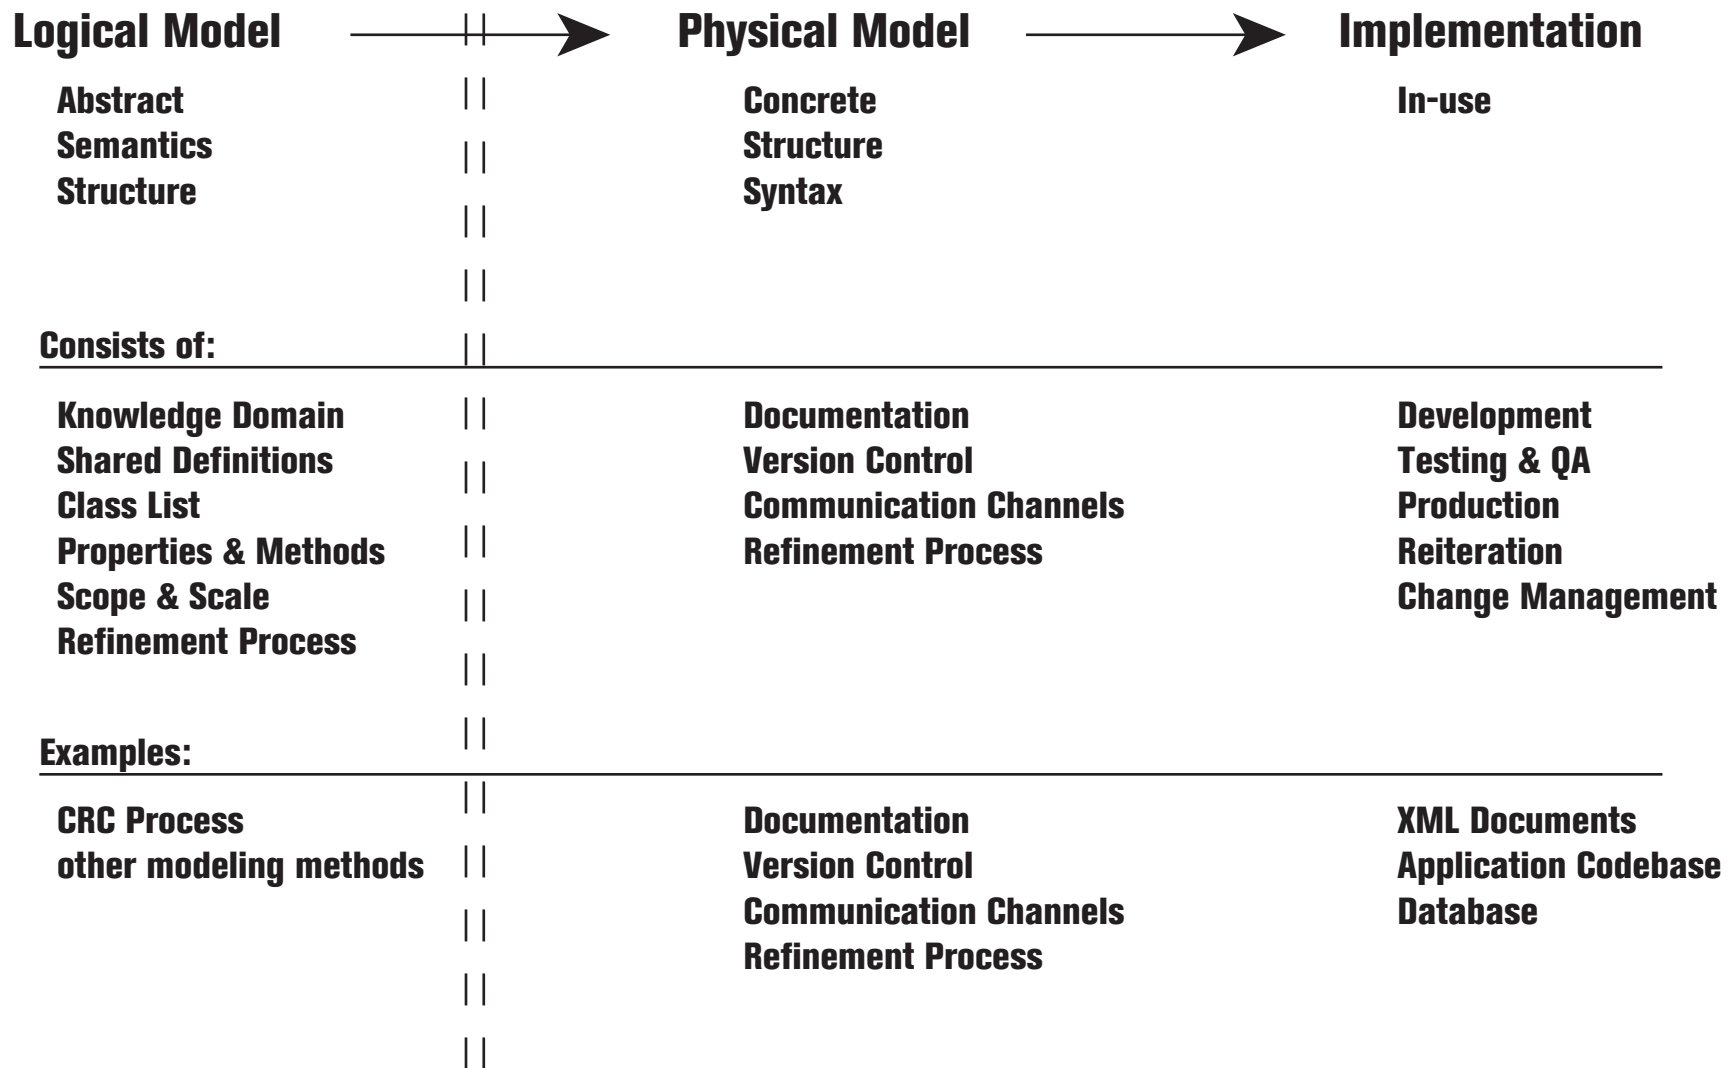 Logical Model
Physical Model
Implementation
Abstract
Semantics
Structure
Concrete
Structure
Syntax
In-use
Consists of:
Knowledge Domain
Shared Definitions
Class List
Properties & Methods
Scope & Scale
Refinement Process
Documentation
Version Control
Communication Channels
Refinement Process
Development
Testing & QA
Production
Reiteration
Change Management
Examples:
CRC Process
other modeling methods
Documentation
Version Control
Communication Channels
Refinement Process
XML Documents
Application Codebase
Database